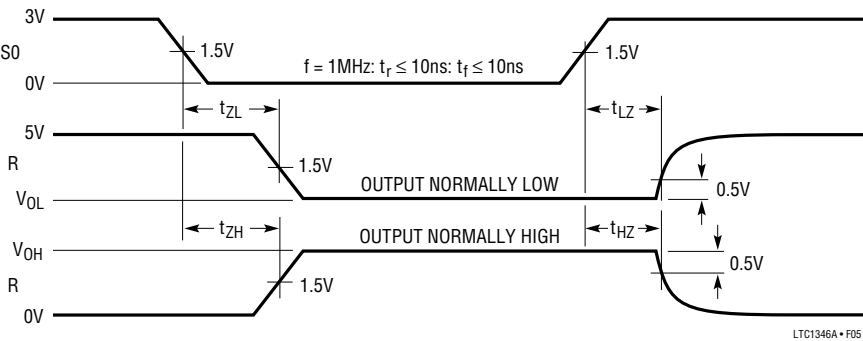 3V
S0
1.5V
f = 1MHz: tr ≤ 10ns: tf ≤ 10ns
1.5V
0V
tZL
tLZ
5V
R
1.5V
OUTPUT NORMALLY LOW
0.5V
VOL
tZH
OUTPUT NORMALLY HIGH
tHZ
VOH
0.5V
R
1.5V
0V
LTC1346A • F05